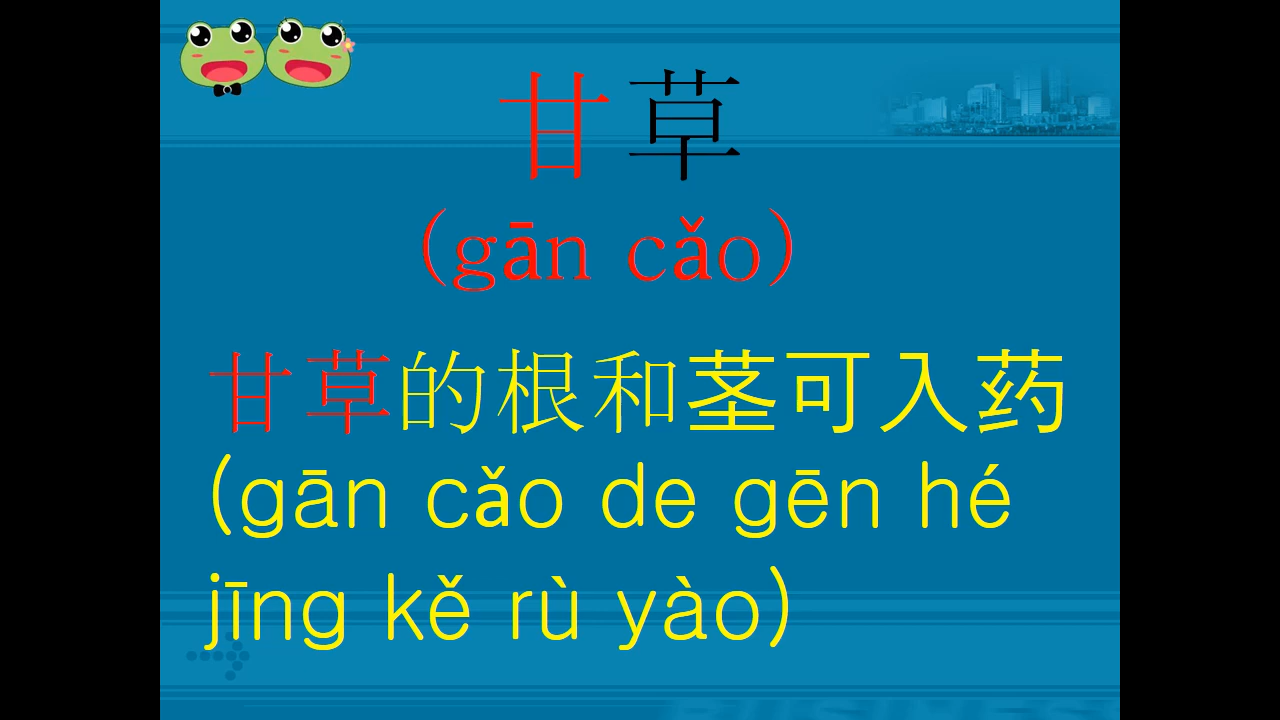 甘草
(gān cǎo)
甘草的根和茎可入药
(gān cǎo de gēn hé
jīng kě rù yào)